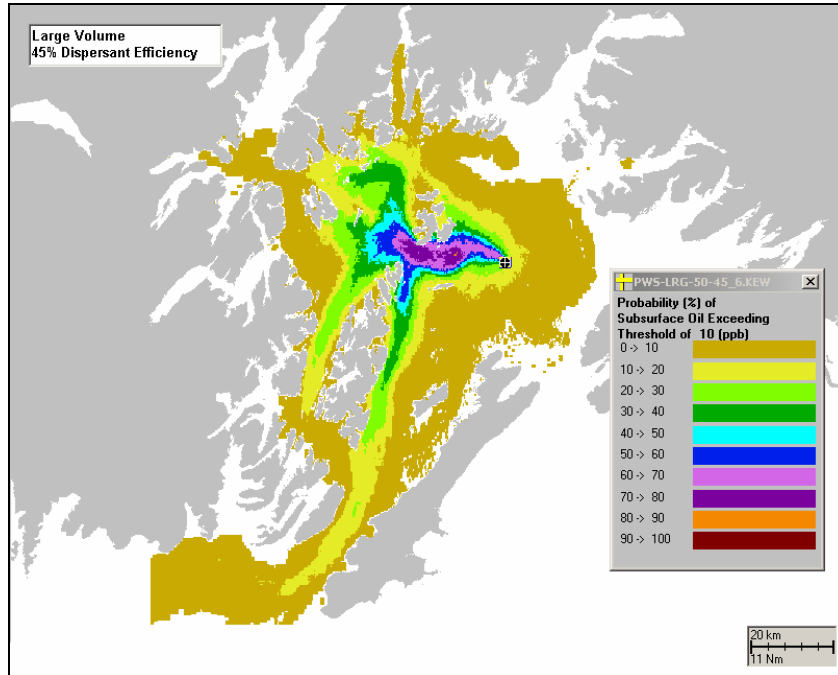 Large Volume
45% Dispersant Efficiency
PWS-LRG-50-45_6.KEW
Probability (%) of
Subsurface Oil Exceeding
Threshold of 10 (ppb)
0 -> 10
10 -> 20
20 -> 30
30 -> 40
40 -> 50
50 -> 60
60 -> 70
70 -> 80
80 -> 90
90 -> 100
20 km
11 Nm